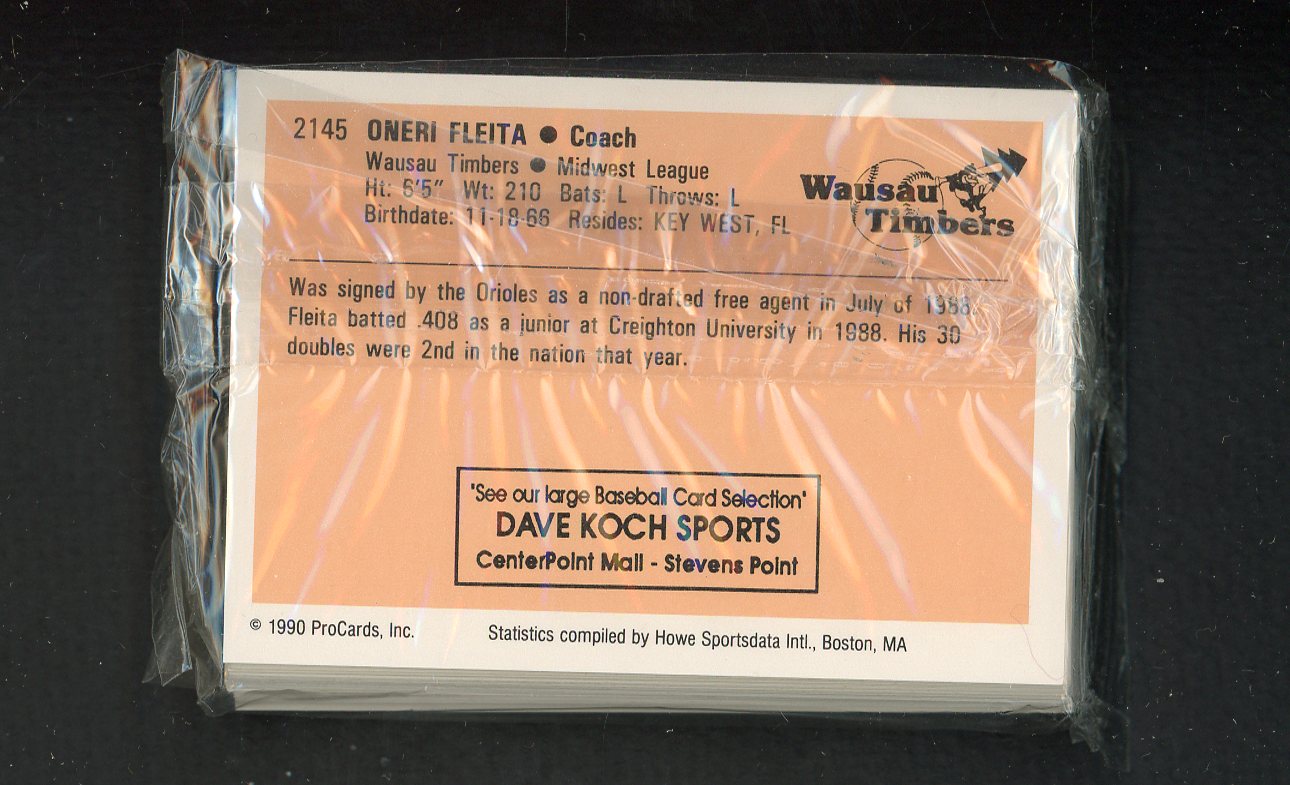 2145 ONERI FLEITA ● Coach
Wausau Timbers ● Midwest League
Ht: 6'5" Wt: 210 Bats: L Throws: L
Birthdate: 11-18-66 Resides: KEY WEST, FL
Wausau
Timbers
Was signed by the Orioles as a non-drafted free agent in July of 1988.
Fleita batted .408 as a junior at Creighton University in 1988. His 30
doubles were 2nd in the nation that year.
"See our large Baseball Card Selection"
DAVE KOCH SPORTS
CenterPoint Mall - Stevens Point
© 1990 ProCards, Inc.
Statistics compiled by Howe Sportsdata Intl., Boston, MA